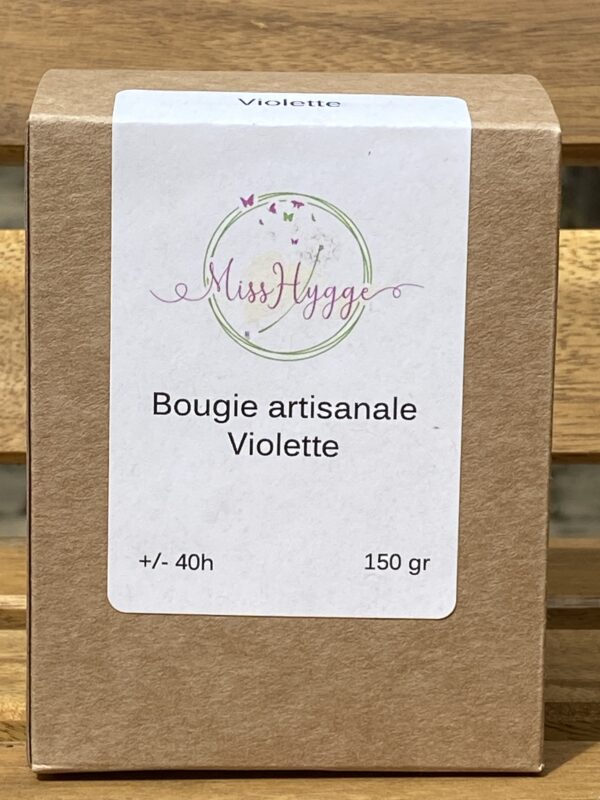 Violette
MissHygge
Bougie artisanale
Violette
+/- 40h
150 gr